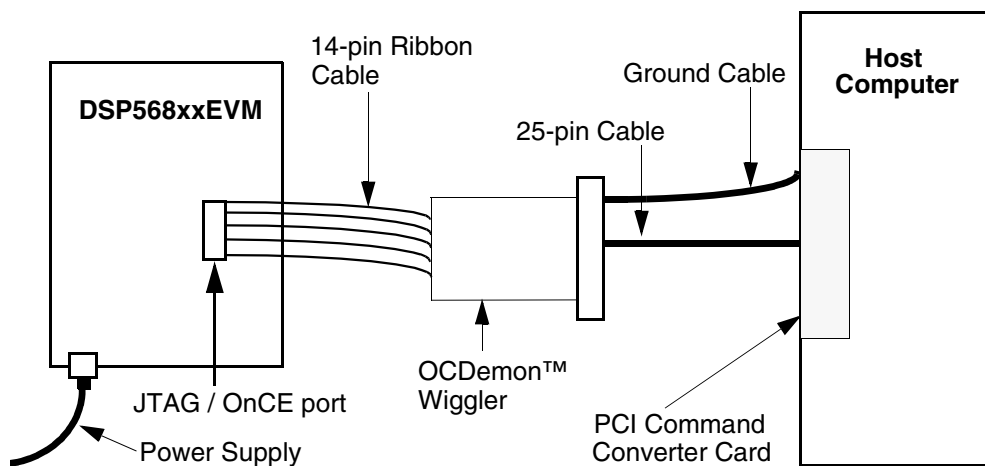 14-pin Ribbon
Cable
Host
Computer
Ground Cable
DSP568xxEVM
25-pin Cable
OCDemon™
Wiggler
JTAG / OnCE port
PCI Command
Converter Card
Power Supply